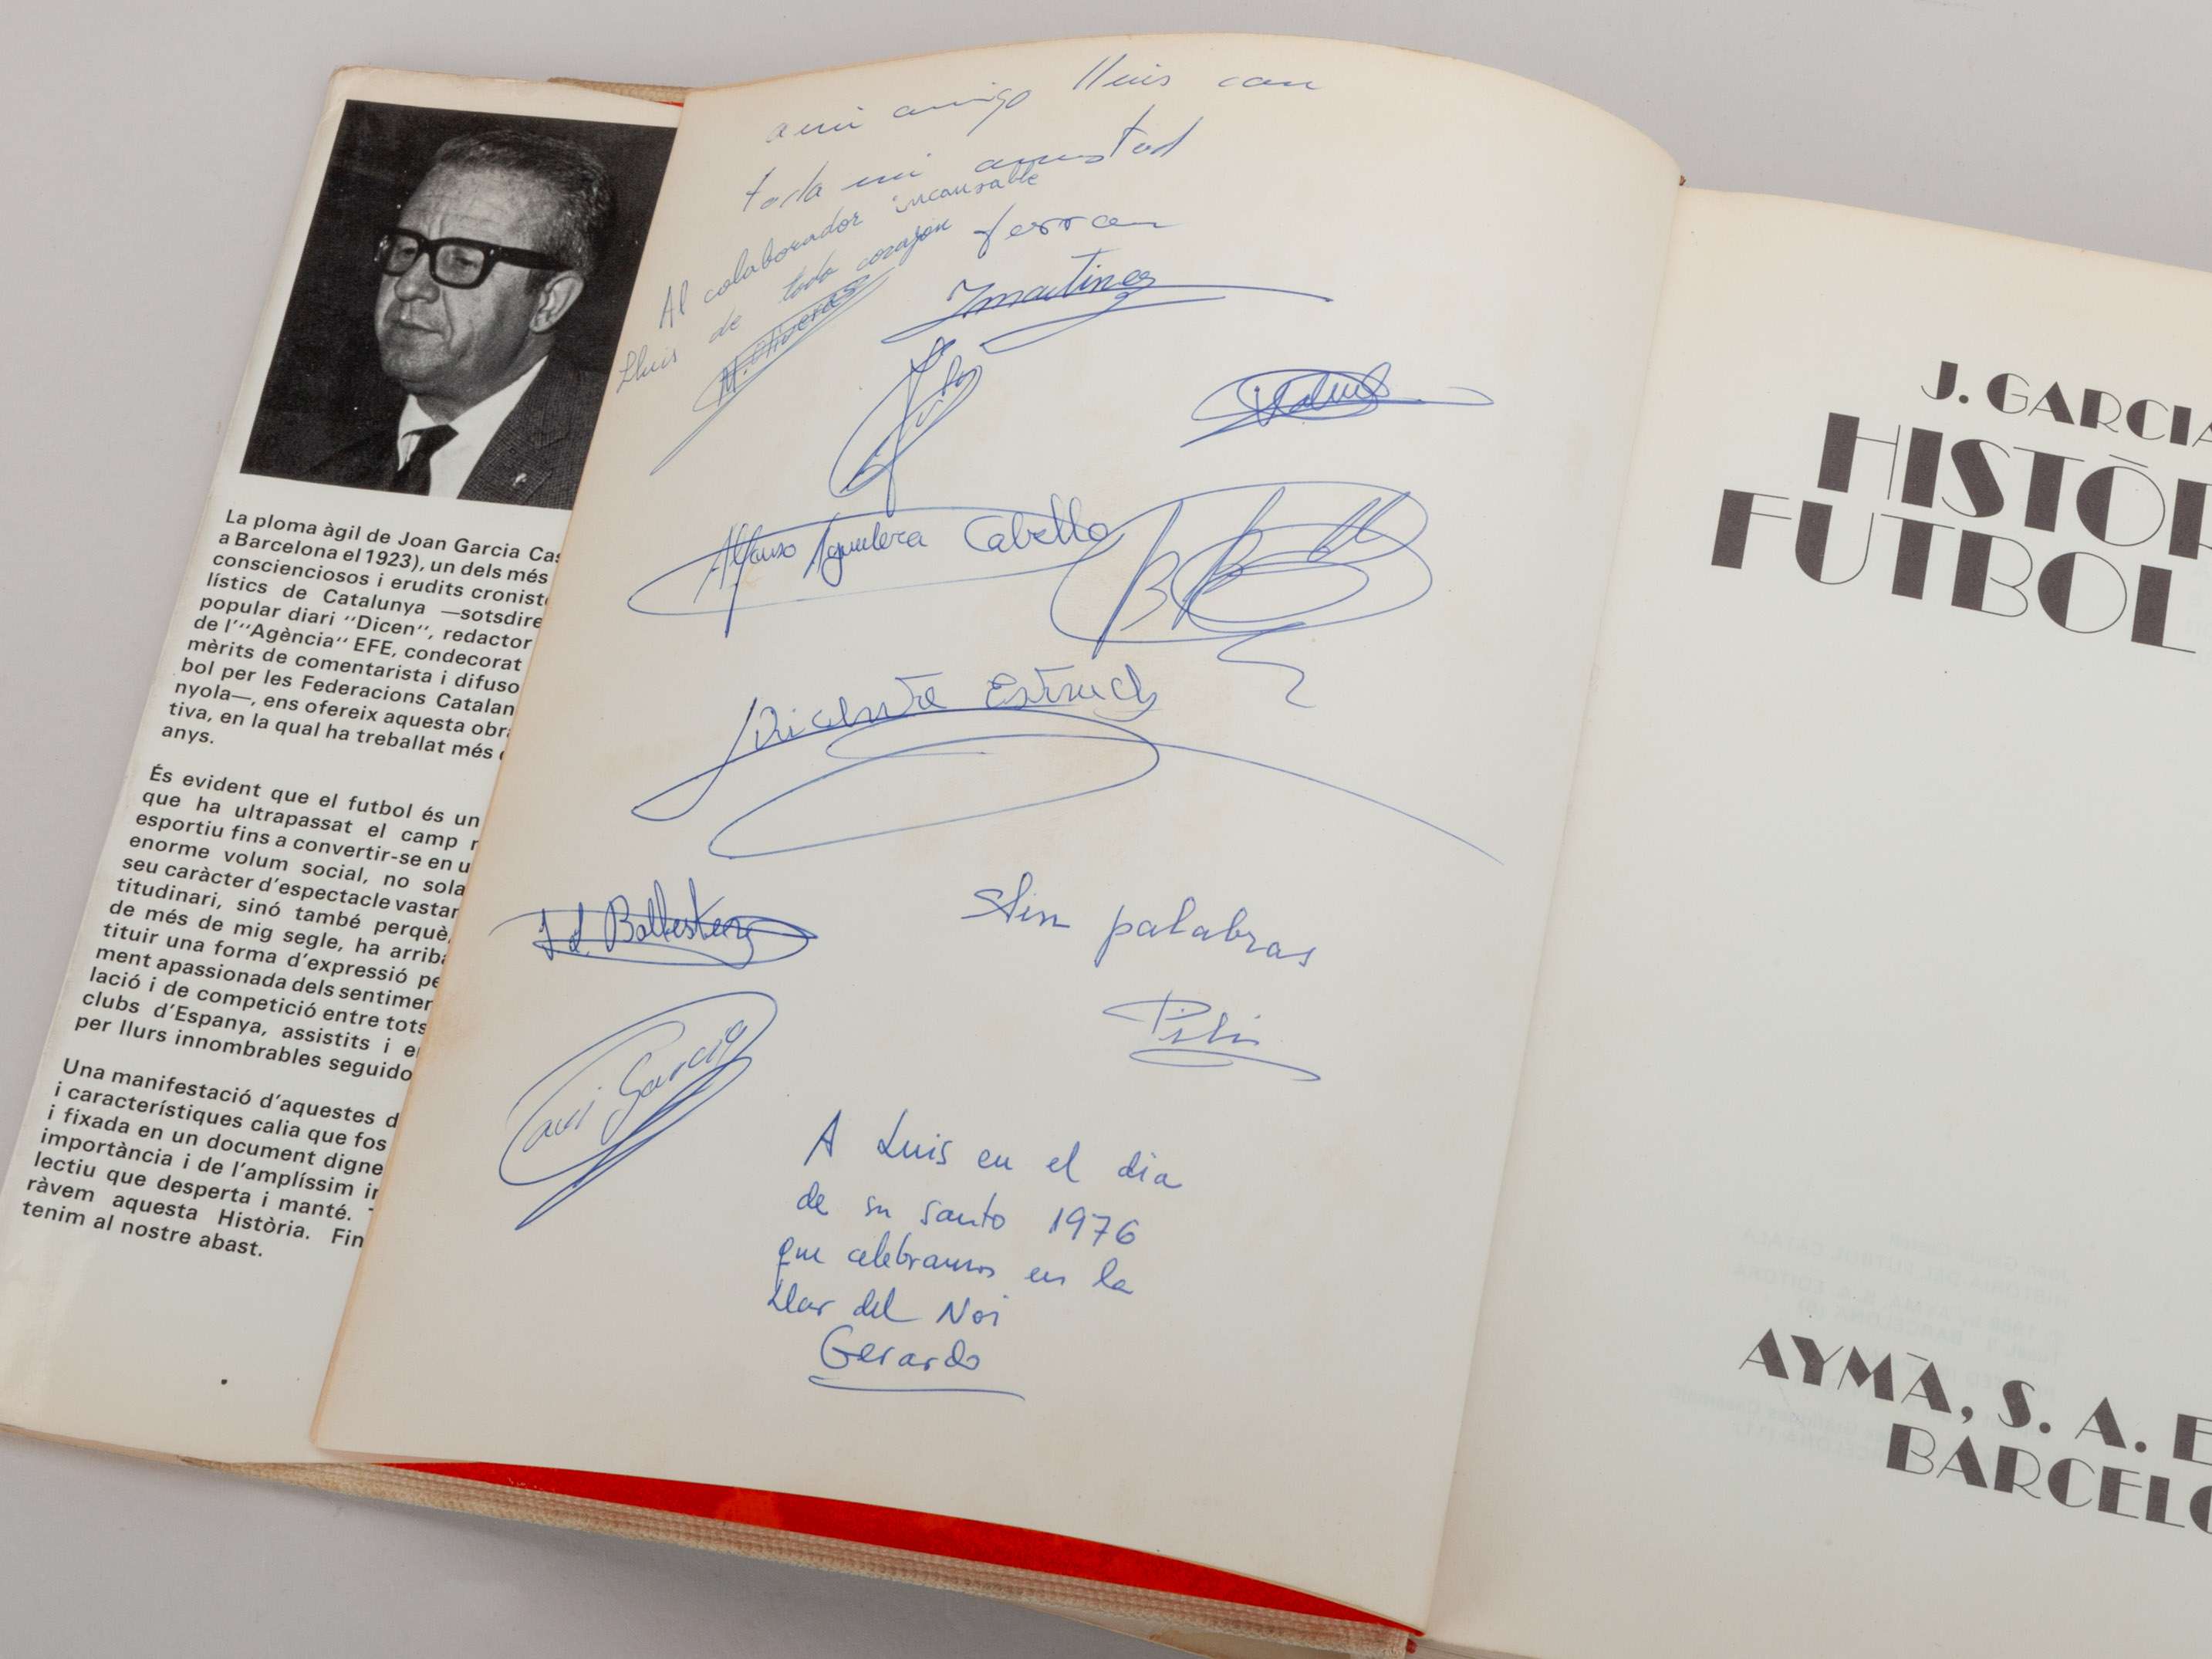 La ploma àgil de Joan Garcia Cas
a Barcelona el 1923), un dels més
conscienciosos i erudits cronist
lístics de Catalunya —sotsdire
popular diari "Dicen", redactor
de l'"Agència" EFE, condecorat
mèrits de comentarista i difuso
bol per les Federacions Catalan
nyola—, ens ofereix aquesta obr
tiva, en la qual ha treballat més
anys.
És evident que el futbol és un
que ha ultrapassat el camp
esportiu fins a convertir-se en u
enorme volum social, no sola
seu caràcter d'espectacle vastar
titudinari, sinó també perquè,
de més de mig segle, ha arriba
tituir una forma d'expressió pe
ment apassionada dels sentimer
lació i de competició entre tots
clubs d'Espanya, assistits i e
per llurs innombrables seguido
Una manifestació d'aquestes d
i característiques calia que fos
i fixada en un document digne
importància i de l'amplíssim i
lectiu que desperta i manté.
ràvem aquesta Història. Fin
tenim al nostre abast.
a mi amigo lluis con
toda mi amistad
ferran
Al colaborador incansable
Lluis de todo corazón
Jmartinez
Alfonso Aguilera Cabello
Vicente Estruch
J.L. Ballester
Sin palabras
Pili
Xavi Garcia
A Luis en el dia
de su santo 1976
que celebramos en la
Llar del Noi
Gerardo
J. GARCIA
HISTÒR
FUTBOL
AYMÀ, S. A. E
BARCELO